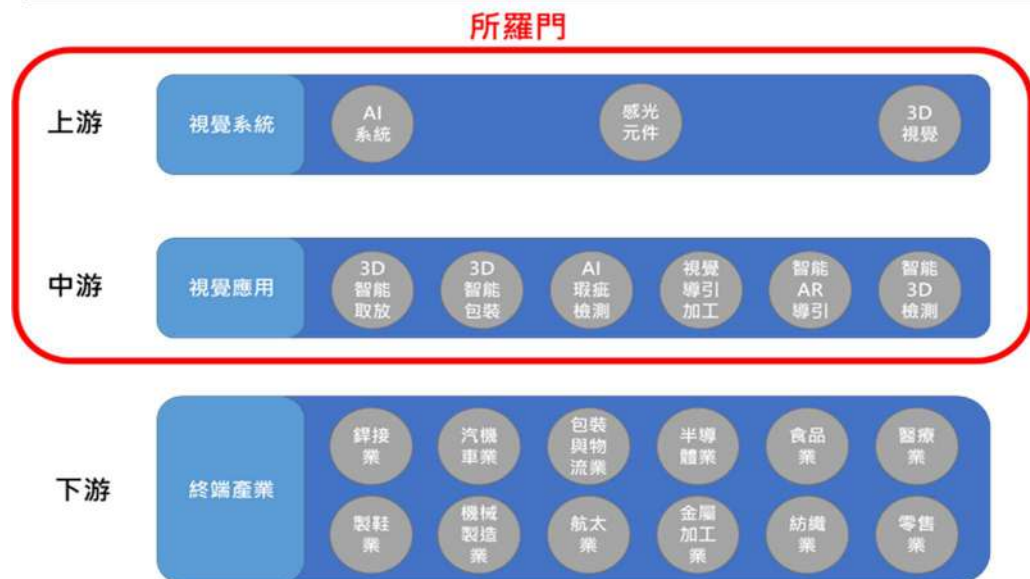 所羅門
上游
視覺系統
AI
系統
感光
元件
3D
視覺
中游
視覺應用
3D
智能
取放
3D
智能
包裝
AI
瑕疵
檢測
視覺
導引
加工
智能
AR
導引
智能
3D
檢測
下游
終端產業
銲接
業
汽機
車業
包裝
與物
流業
半導
體業
食品
業
醫療
業
製鞋
業
機械
製造
業
航太
業
金屬
加工
業
紡織
業
零售
業